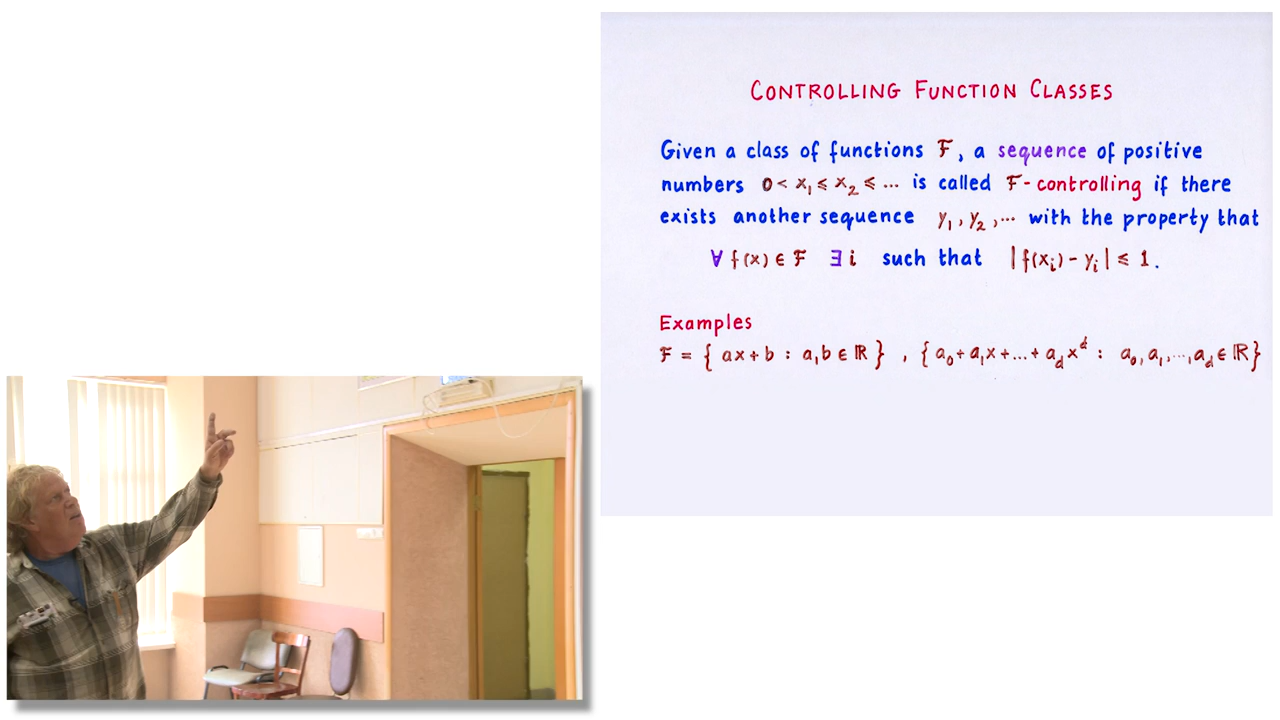 CONTROLLING FUNCTION CLASSES
Given a class of functions F, a sequence of positive
numbers 0 < x₁ ≤ x₂ ≤ ... is called F-controlling if there
exists another sequence y₁, y₂, ... with the property that
∀ f(x) ∈ F ∃ i such that |f(xᵢ) - yᵢ| ≤ 1.
Examples
F = { ax + b : a, b ∈ ℝ } , { a₀ + a₁x + ... + a_d x^d : a₀, a₁, ..., a_d ∈ ℝ }